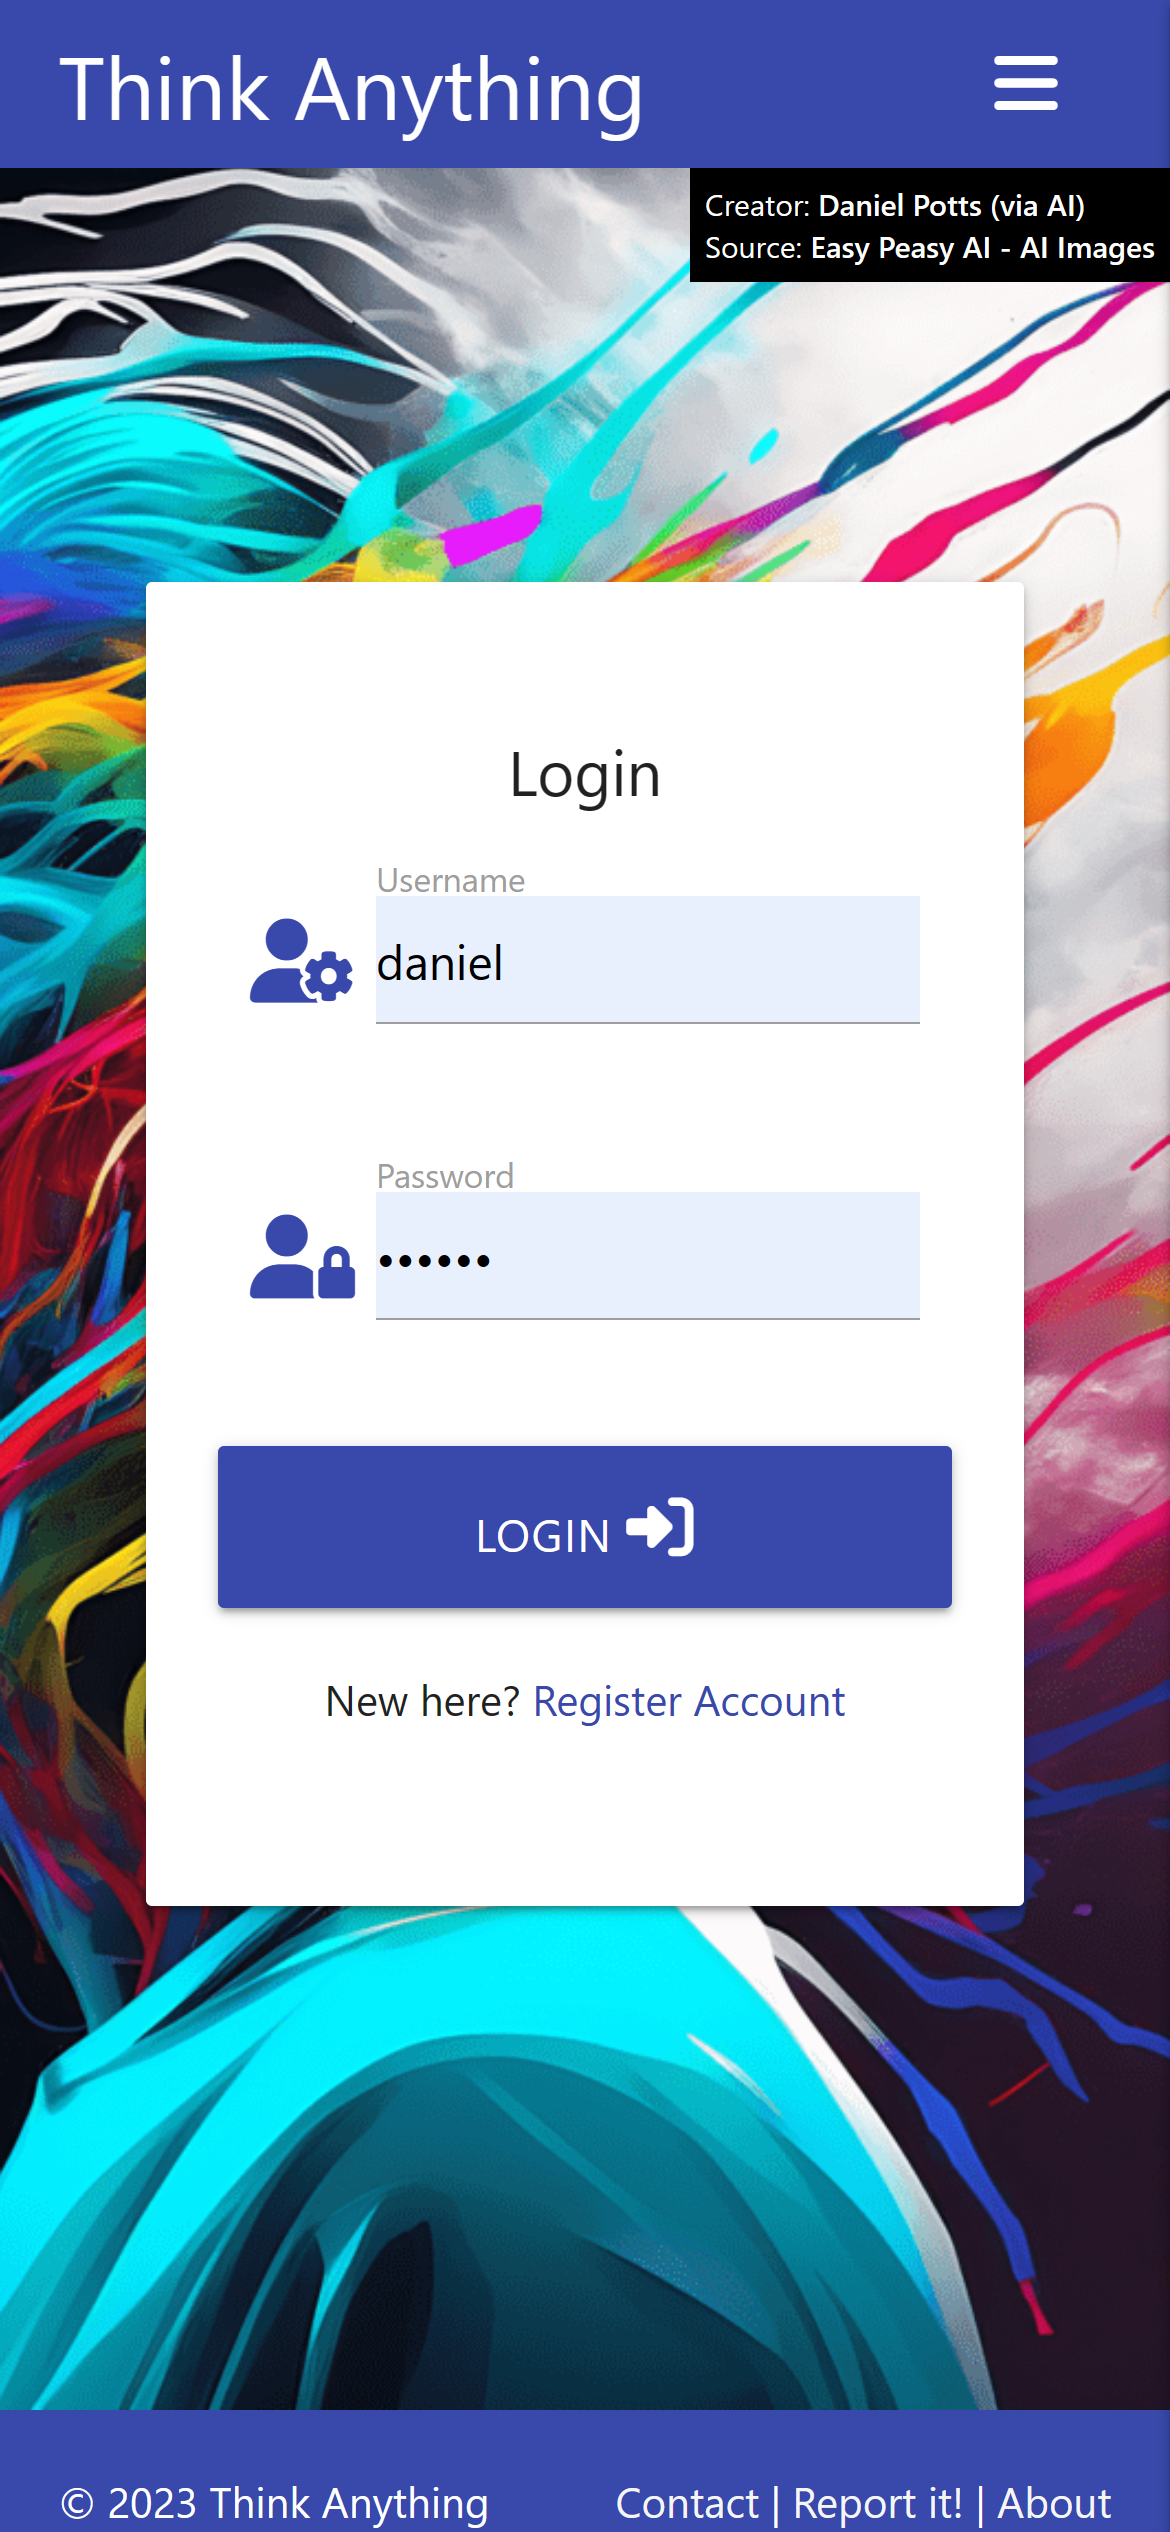 Think Anything
Creator: Daniel Potts (via AI)
Source: Easy Peasy AI - AI Images
Login
Username
daniel
Password
••••••
LOGIN
New here? Register Account
© 2023 Think Anything
Contact | Report it! | About